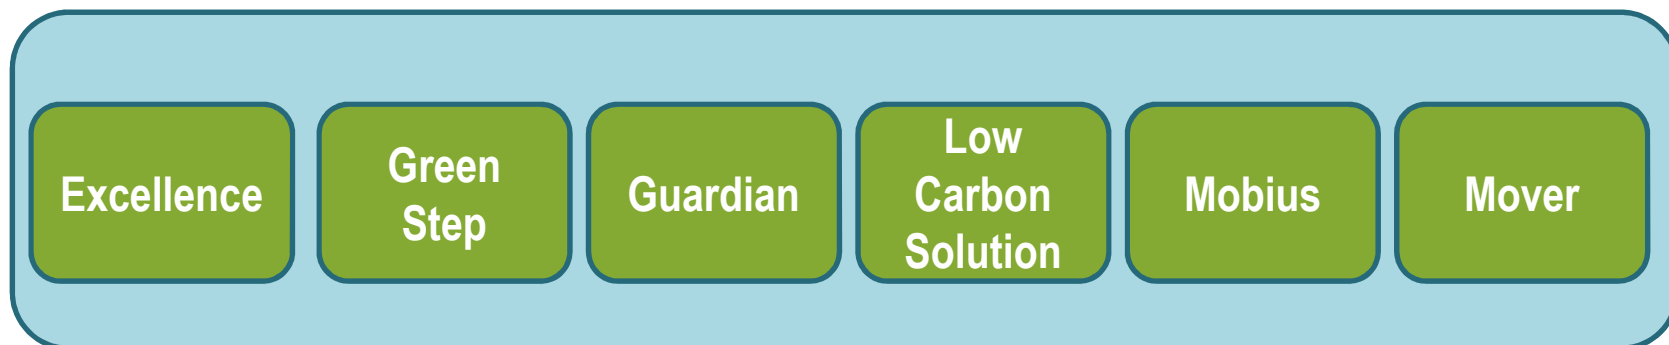 Excellence
Green
Step
Guardian
Low
Carbon
Solution
Mobius
Mover